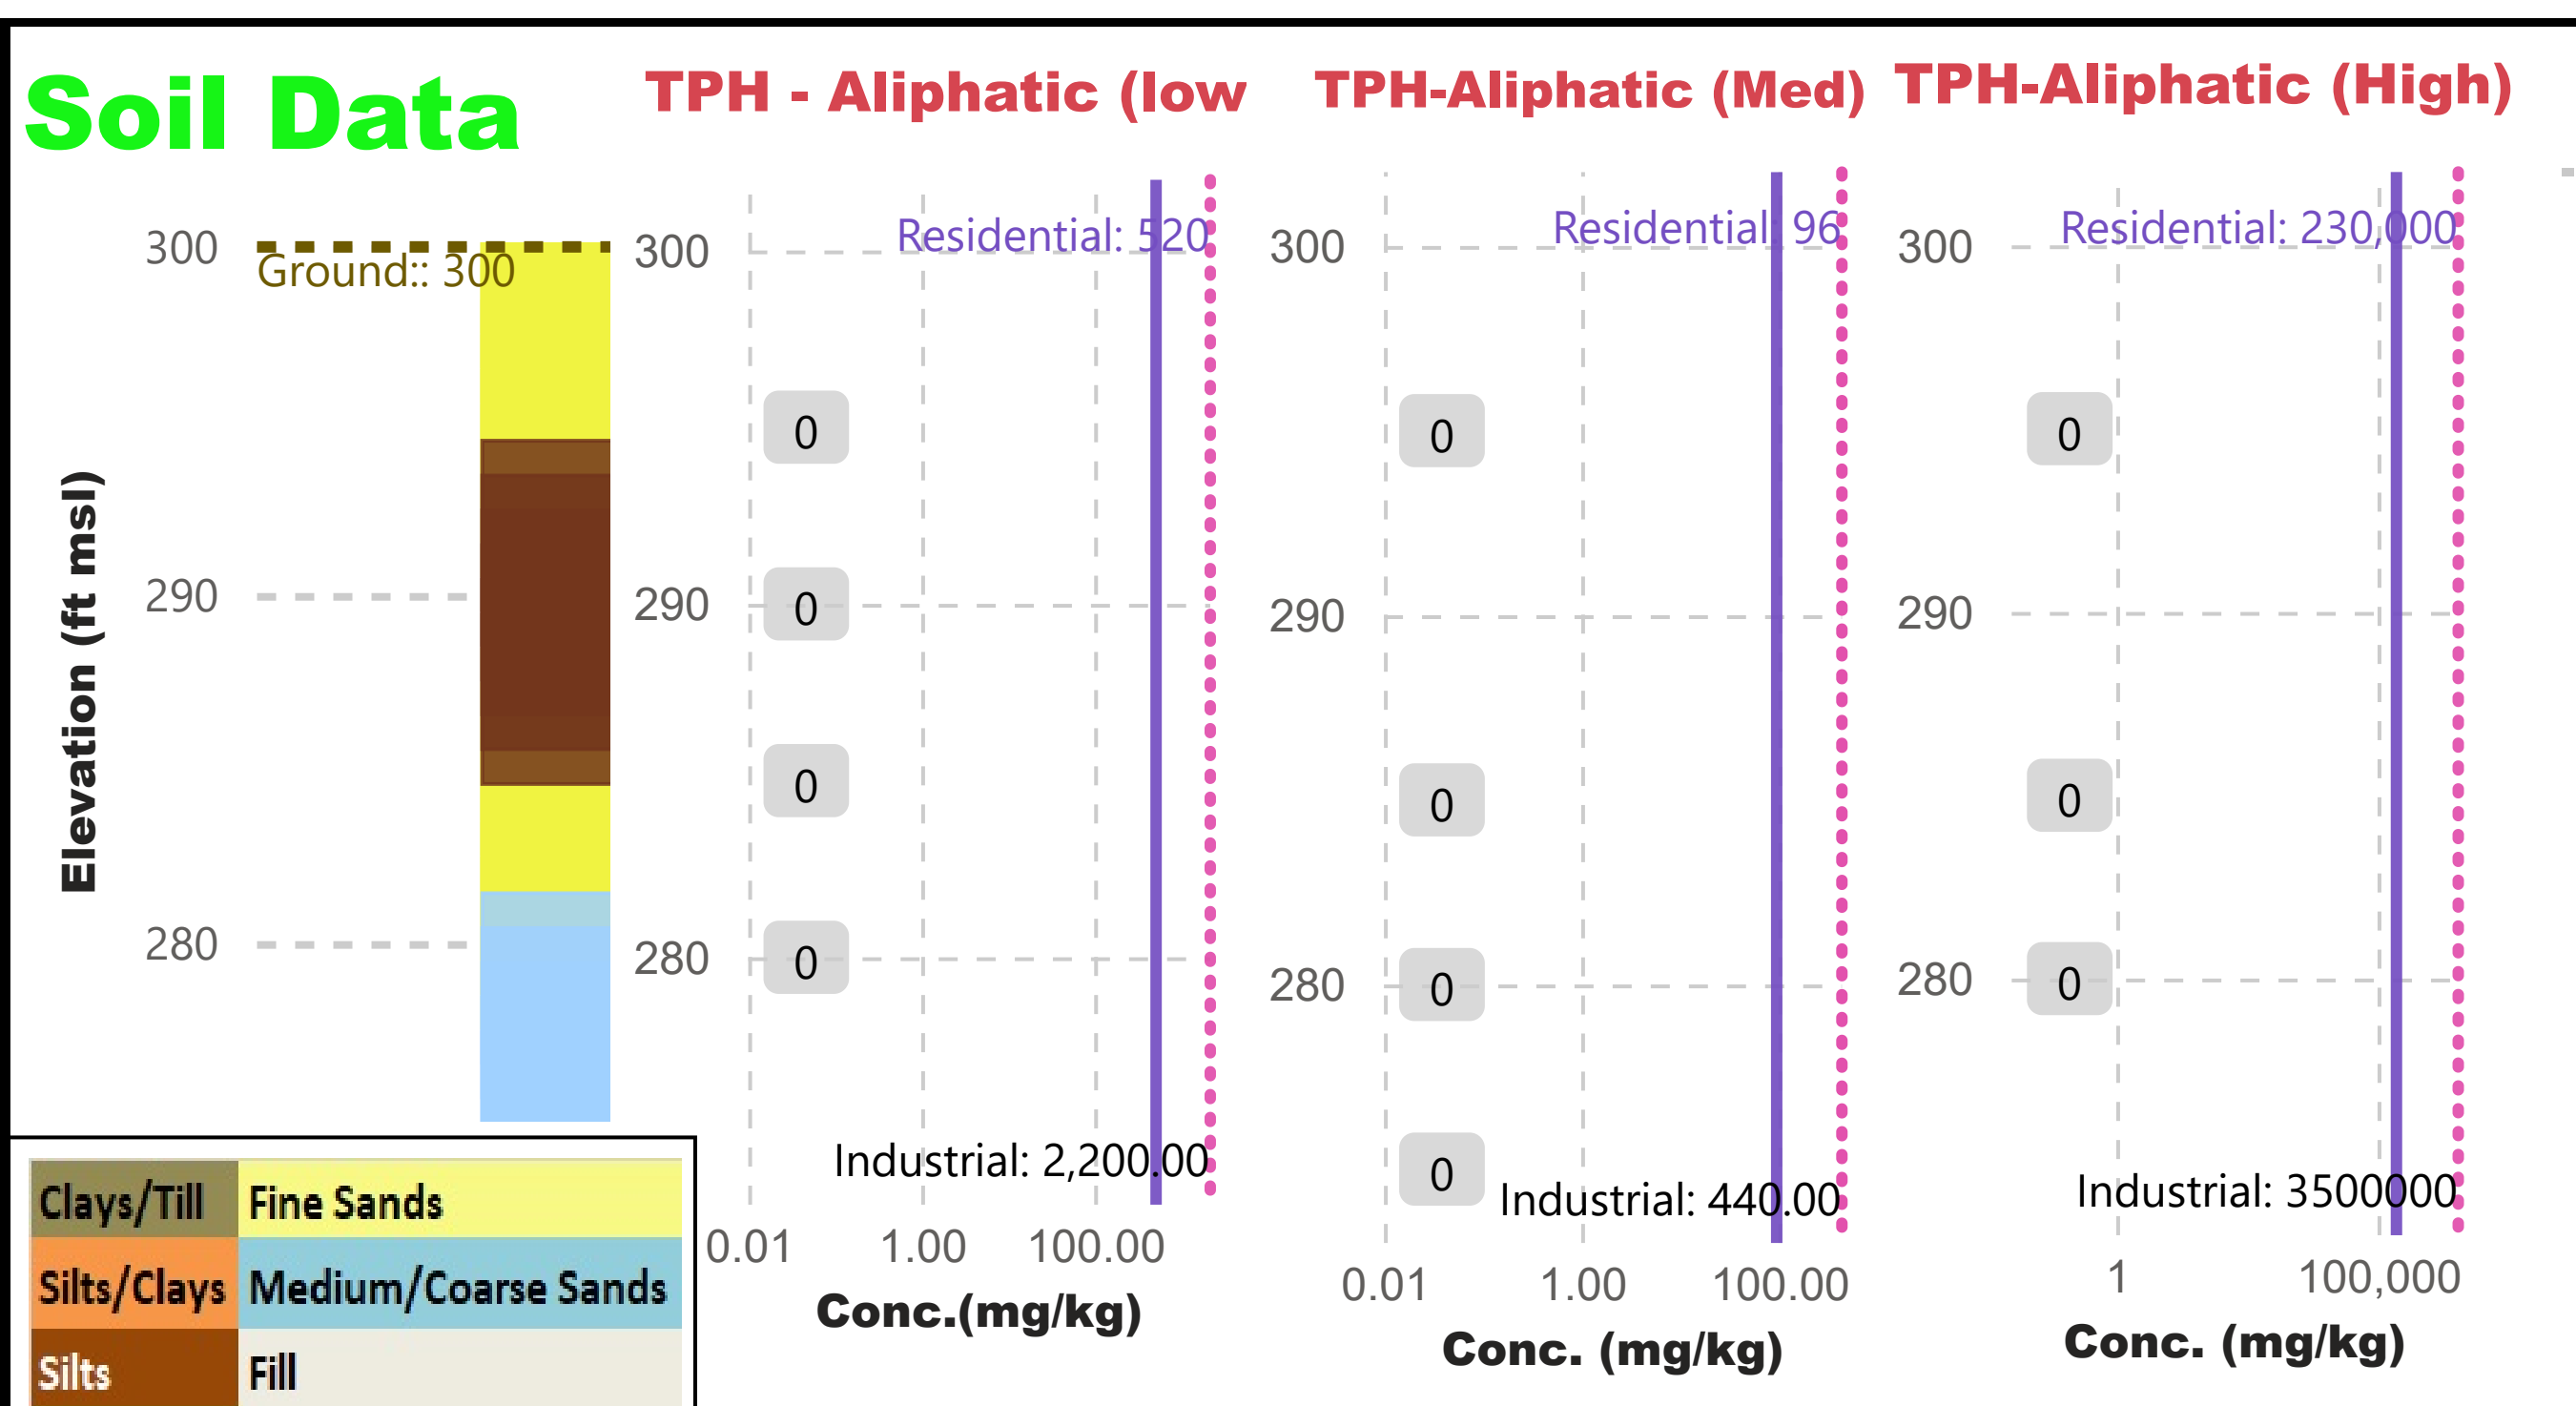 Soil Data
TPH - Aliphatic (low
TPH-Aliphatic (Med)
TPH-Aliphatic (High)
Elevation (ft msl)
300
Ground:: 300
290
280
300
Residential: 520
290
280
0
0
0
0
Industrial: 2,200.00
0.01 1.00 100.00
Conc.(mg/kg)
300
Residential: 96
290
280
0
0
0
0
Industrial: 440.00
0.01 1.00 100.00
Conc. (mg/kg)
300
Residential: 230,000
290
280
0
0
0
Industrial: 3500000
1 100,000
Conc. (mg/kg)
Clays/Till Fine Sands
Silts/Clays Medium/Coarse Sands
Silts Fill